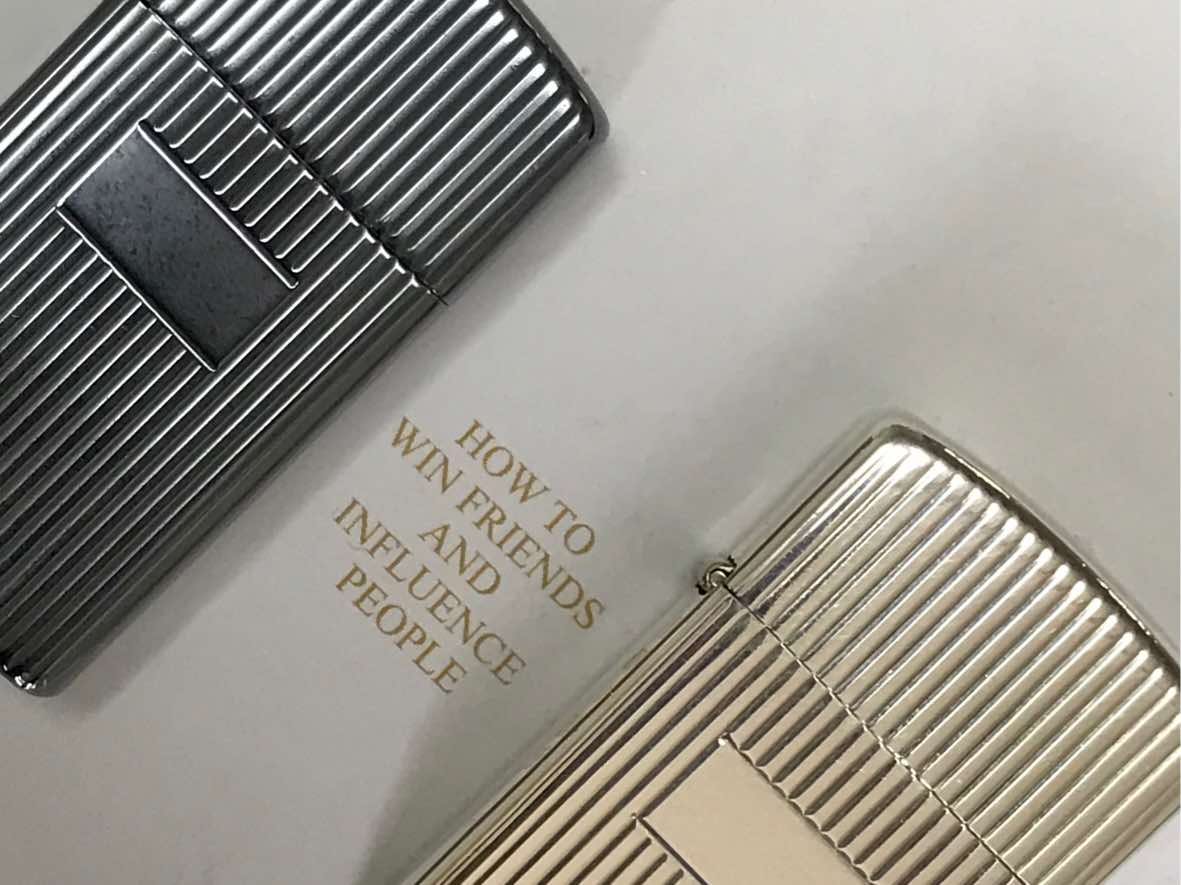 HOW TO
WIN FRIENDS
AND
INFLUENCE
PEOPLE